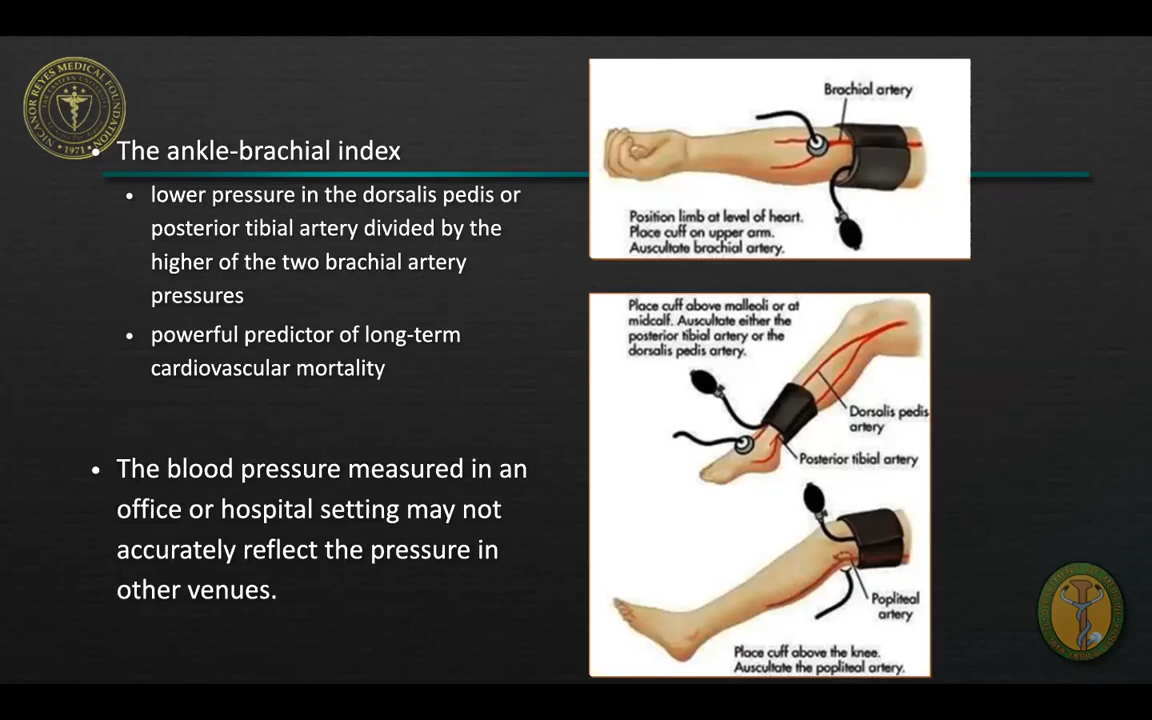 NICANOR REYES MEDICAL FOUNDATION
1971
• The ankle-brachial index
• lower pressure in the dorsalis pedis or
posterior tibial artery divided by the
higher of the two brachial artery
pressures
• powerful predictor of long-term
cardiovascular mortality
• The blood pressure measured in an
office or hospital setting may not
accurately reflect the pressure in
other venues.
Brachial artery
Position limb at level of heart.
Place cuff on upper arm.
Auscultate brachial artery.
Place cuff above malleoli or at
midcalf. Auscultate either the
posterior tibial artery or the
dorsalis pedis artery.
Dorsalis pedis
artery
Posterior tibial artery
Popliteal
artery
Place cuff above the knee.
Auscultate the popliteal artery.